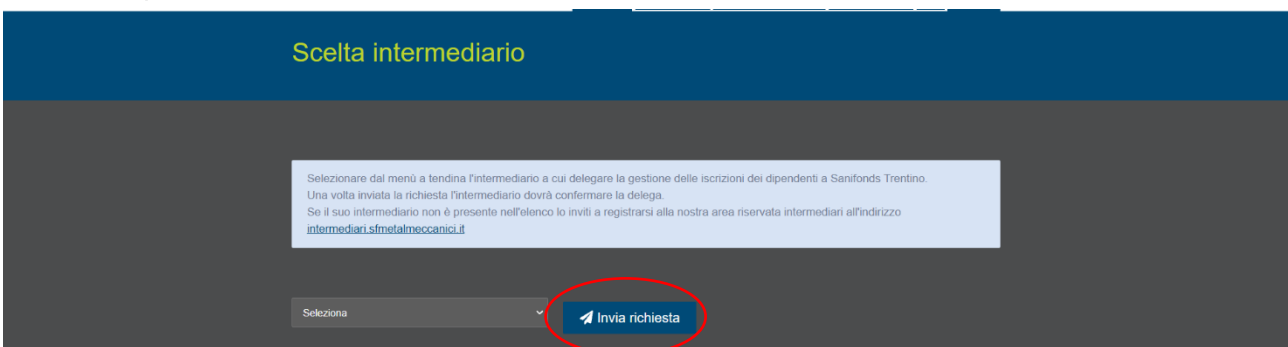 Scelta intermediario
Selezionare dal menù a tendina l'intermediario a cui delegare la gestione delle iscrizioni dei dipendenti a Sanifonds Trentino.
Una volta inviata la richiesta l'intermediario dovrà confermare la delega.
Se il suo intermediario non è presente nell'elenco lo inviti a registrarsi alla nostra area riservata intermediari all'indirizzo
intermediari.sfmetalmeccanici.it
Seleziona
Invia richiesta